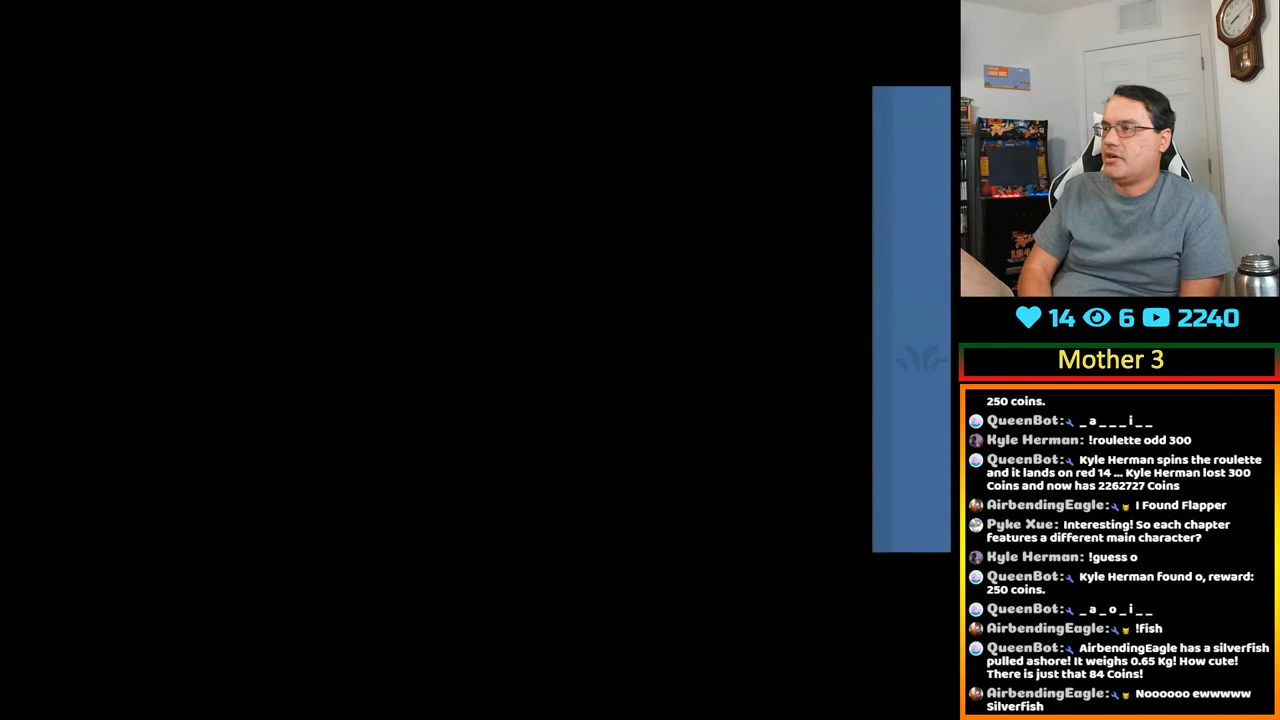 14 6 2240
Mother 3
250 coins.
QueenBot: _ a _ _ _ i _ _
Kyle Herman: !roulette odd 300
QueenBot: Kyle Herman spins the roulette
and it lands on red 14 ... Kyle Herman lost 300
Coins and now has 2262727 Coins
AirbendingEagle: I Found Flapper
Pyke Xue: Interesting! So each chapter
features a different main character?
Kyle Herman: !guess o
QueenBot: Kyle Herman found o, reward:
250 coins.
QueenBot: _ a _ o _ i _ _
AirbendingEagle: !fish
QueenBot: AirbendingEagle has a silverfish
pulled ashore! It weighs 0.65 Kg! How cute!
There is just that 84 Coins!
AirbendingEagle: Noooooo ewwwww
Silverfish